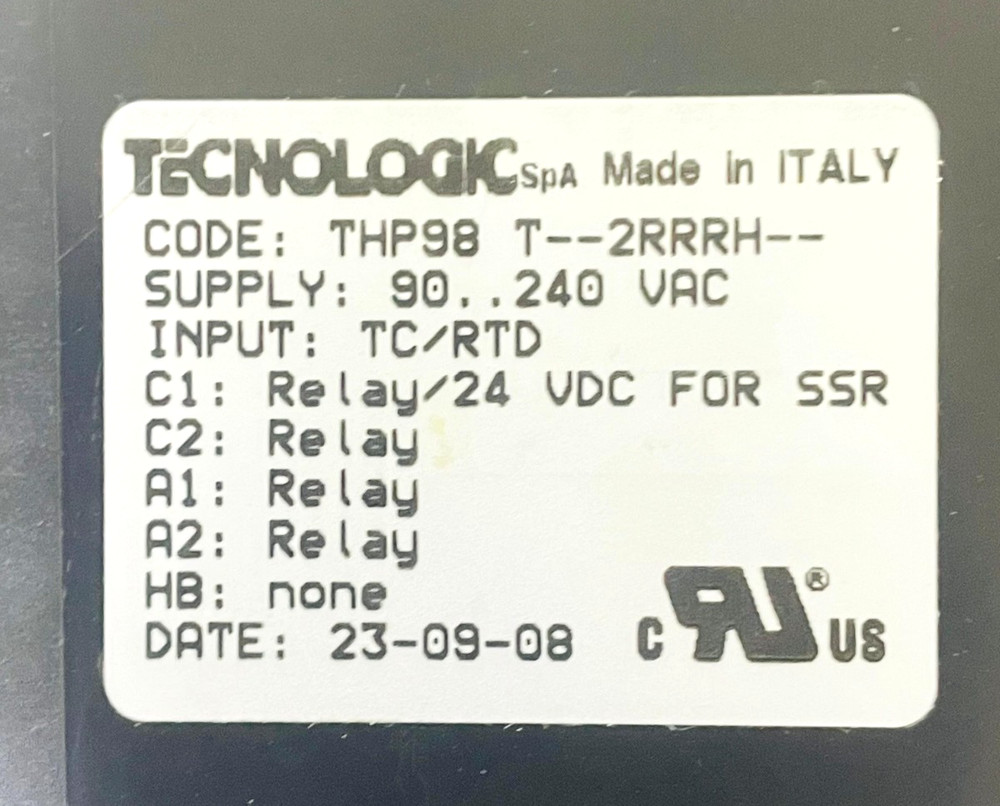 TECNOLOGIC SpA Made in ITALY
CODE: THP98 T--2RRRH--
SUPPLY: 90..240 VAC
INPUT: TC/RTD
C1: Relay/24 VDC FOR SSR
C2: Relay
A1: Relay
A2: Relay
HB: none
DATE: 23-09-08
C RU® US